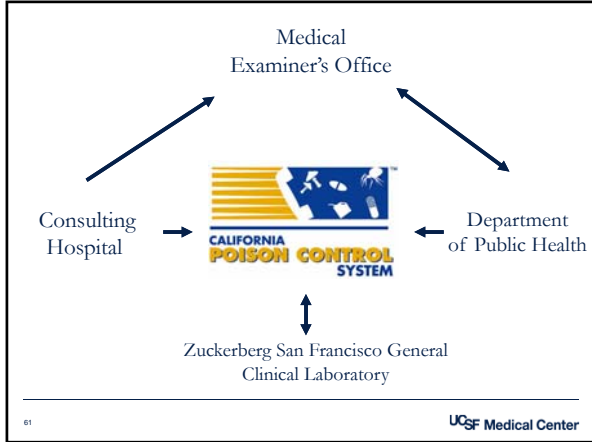 Medical
Examiner's Office
CALIFORNIA
POISON CONTROL
SYSTEM
™
Consulting
Hospital
Department
of Public Health
Zuckerberg San Francisco General
Clinical Laboratory
61
UCSF Medical Center